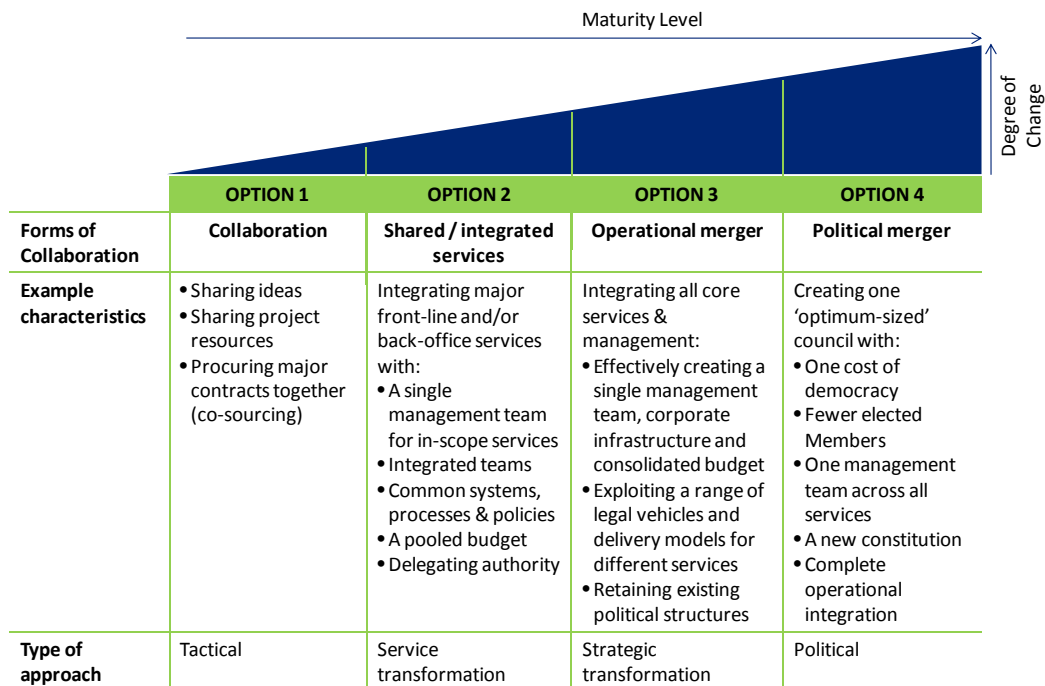 Maturity Level
Degree of
Change
OPTION 1
OPTION 2
OPTION 3
OPTION 4
Forms of
Collaboration
Collaboration
Shared / integrated
services
Operational merger
Political merger
Example
characteristics
• Sharing ideas
• Sharing project
resources
• Procuring major
contracts together
(co-sourcing)
Integrating major
front-line and/or
back-office services
with:
• A single
management team
for in-scope services
• Integrated teams
• Common systems,
processes & policies
• A pooled budget
• Delegating authority
Integrating all core
services &
management:
• Effectively creating a
single management
team, corporate
infrastructure and
consolidated budget
• Exploiting a range of
legal vehicles and
delivery models for
different services
• Retaining existing
political structures
Creating one
‘optimum-sized’
council with:
• One cost of
democracy
• Fewer elected
Members
• One management
team across all
services
• A new constitution
• Complete
operational
integration
Type of
approach
Tactical
Service
transformation
Strategic
transformation
Political